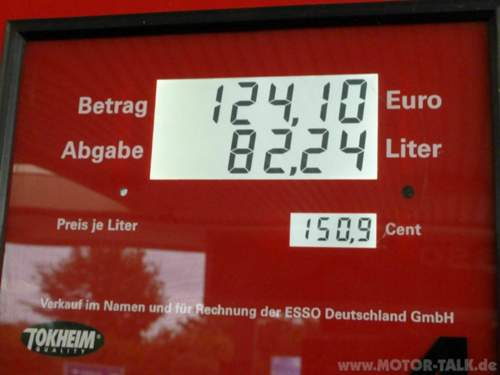 Betrag 124,10 Euro
Abgabe 82,24 Liter
Preis je Liter 150,9 Cent
Verkauf im Namen und für Rechnung der ESSO Deutschland GmbH
TOKHEIM
QUALITY
www.MOTOR-TALK.de